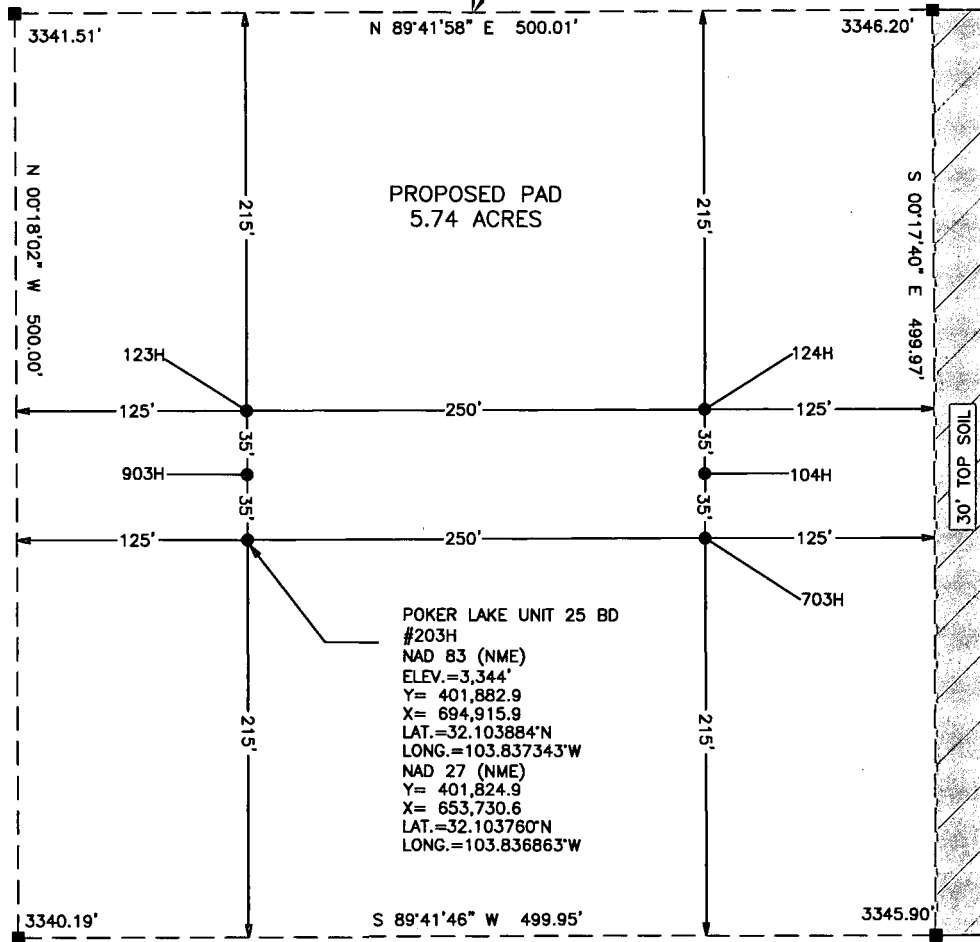 N 89°41'58" E 500.01'
3341.51'
3346.20'
N 00°18'02" W 500.00'
S 00°17'40" E 499.97'
PROPOSED PAD
5.74 ACRES
215'
215'
123H
124H
125'
250'
125'
35'
35'
903H
104H
30' TOP SOIL
35'
35'
125'
250'
125'
703H
POKER LAKE UNIT 25 BD
#203H
NAD 83 (NME)
ELEV.=3,344'
Y= 401,882.9
X= 694,915.9
LAT.=32.103884°N
LONG.=103.837343°W
NAD 27 (NME)
Y= 401,824.9
X= 653,730.6
LAT.=32.103760°N
LONG.=103.836863°W
215'
215'
3340.19'
S 89°41'46" W 499.95'
3345.90'